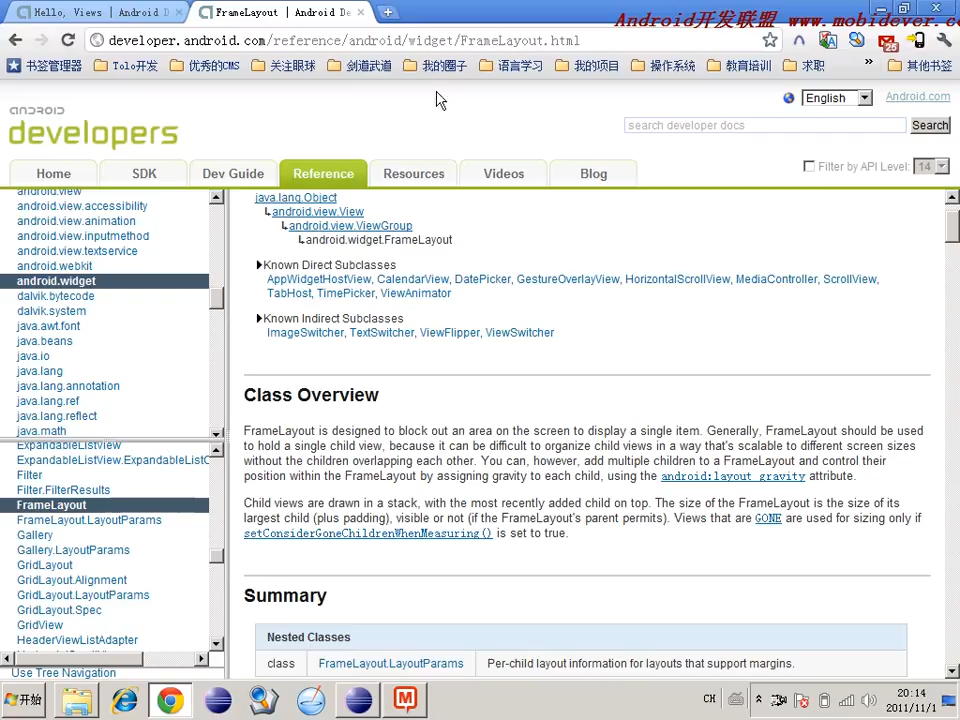 Hello, Views | Android D
FrameLayout | Android De
Android开发联盟 www.mobidever.co
developer.android.com/reference/android/widget/FrameLayout.html
25
书签管理器 Tolo开发 优秀的CMS 关注眼球 剑道武道 我的圈子 语言学习 我的项目 操作系统 教育培训 求职 » 其他书签
English
Android.com
android
developers
search developer docs
Search
Home SDK Dev Guide Reference Resources Videos Blog
Filter by API Level: 14
android.view
android.view.accessibility
android.view.animation
android.view.inputmethod
android.view.textservice
android.webkit
android.widget
dalvik.bytecode
dalvik.system
java.awt.font
java.beans
java.io
java.lang
java.lang.annotation
java.lang.ref
java.lang.reflect
java.math
ExpandableListView
ExpandableListView.ExpandableListC
Filter
Filter.FilterResults
FrameLayout
FrameLayout.LayoutParams
Gallery
Gallery.LayoutParams
GridLayout
GridLayout.Alignment
GridLayout.LayoutParams
GridLayout.Spec
GridView
HeaderViewListAdapter
Use Tree Navigation
java.lang.Object
↳android.view.View
↳android.view.ViewGroup
↳android.widget.FrameLayout
Known Direct Subclasses
AppWidgetHostView, CalendarView, DatePicker, GestureOverlayView, HorizontalScrollView, MediaController, ScrollView,
TabHost, TimePicker, ViewAnimator
Known Indirect Subclasses
ImageSwitcher, TextSwitcher, ViewFlipper, ViewSwitcher
Class Overview
FrameLayout is designed to block out an area on the screen to display a single item. Generally, FrameLayout should be used
to hold a single child view, because it can be difficult to organize child views in a way that's scalable to different screen sizes
without the children overlapping each other. You can, however, add multiple children to a FrameLayout and control their
position within the FrameLayout by assigning gravity to each child, using the android:layout_gravity attribute.
Child views are drawn in a stack, with the most recently added child on top. The size of the FrameLayout is the size of its
largest child (plus padding), visible or not (if the FrameLayout's parent permits). Views that are GONE are used for sizing only if
setConsiderGoneChildrenWhenMeasuring() is set to true.
Summary
Nested Classes
class FrameLayout.LayoutParams Per-child layout information for layouts that support margins.
开始
CH
20:14
2011/11/1